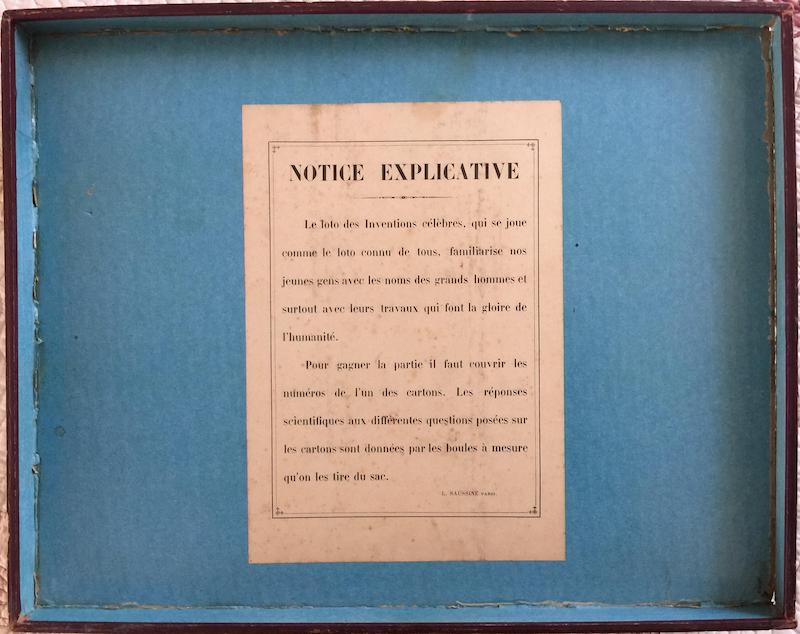 NOTICE EXPLICATIVE
Le loto des Inventions célèbres, qui se joue
comme le loto connu de tous, familiarise nos
jeunes gens avec les noms des grands hommes et
surtout avec leurs travaux qui font la gloire de
l'humanité.
Pour gagner la partie il faut couvrir les
numéros de l'un des cartons. Les réponses
scientifiques aux différentes questions posées sur
les cartons sont données par les boules à mesure
qu'on les tire du sac.
L. SAUSSINE PARIS.